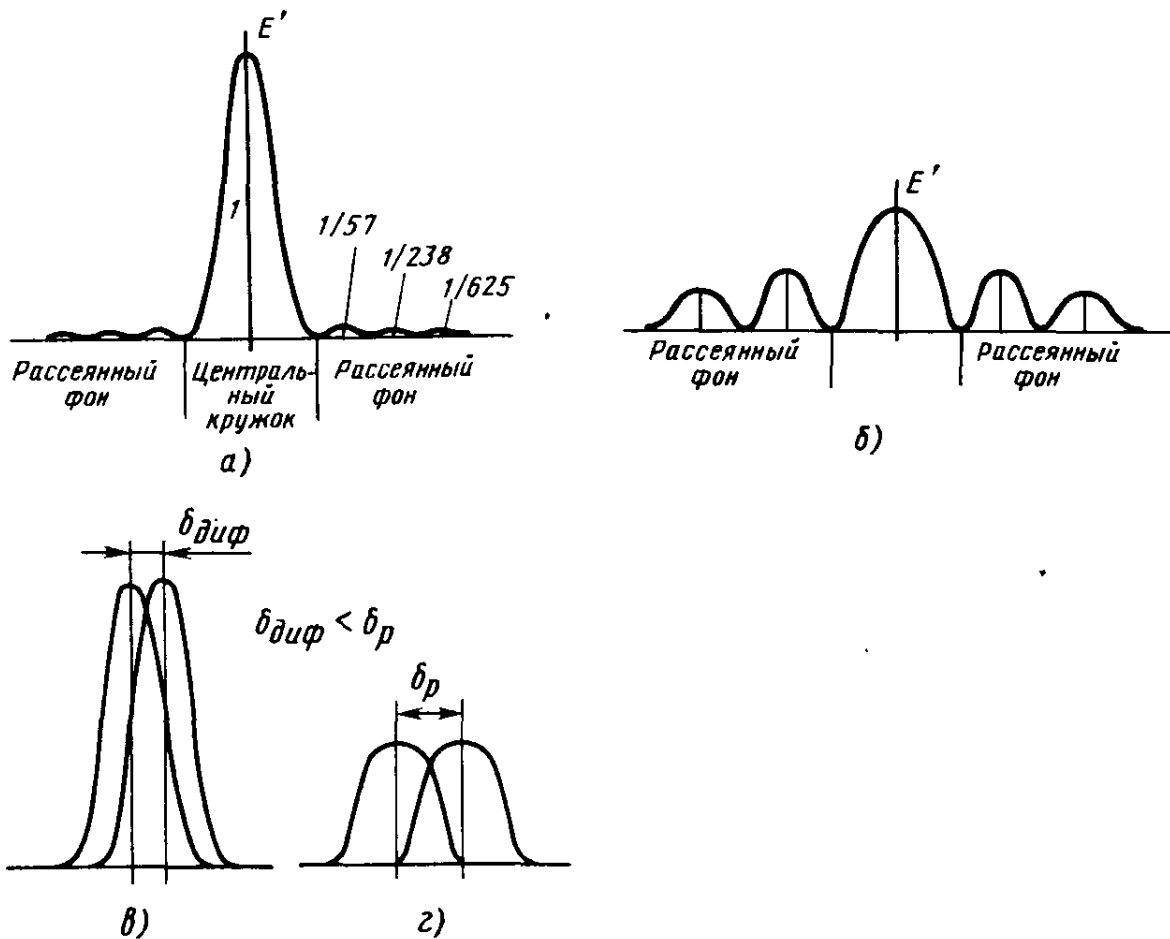 E'
1
1/57
1/238
1/625
Рассеянный
фон
Централь-
ный
кружок
Рассеянный
фон
а)
E'
Рассеянный
фон
Рассеянный
фон
б)
δдиф
δдиф < δр
δр
в)
г)